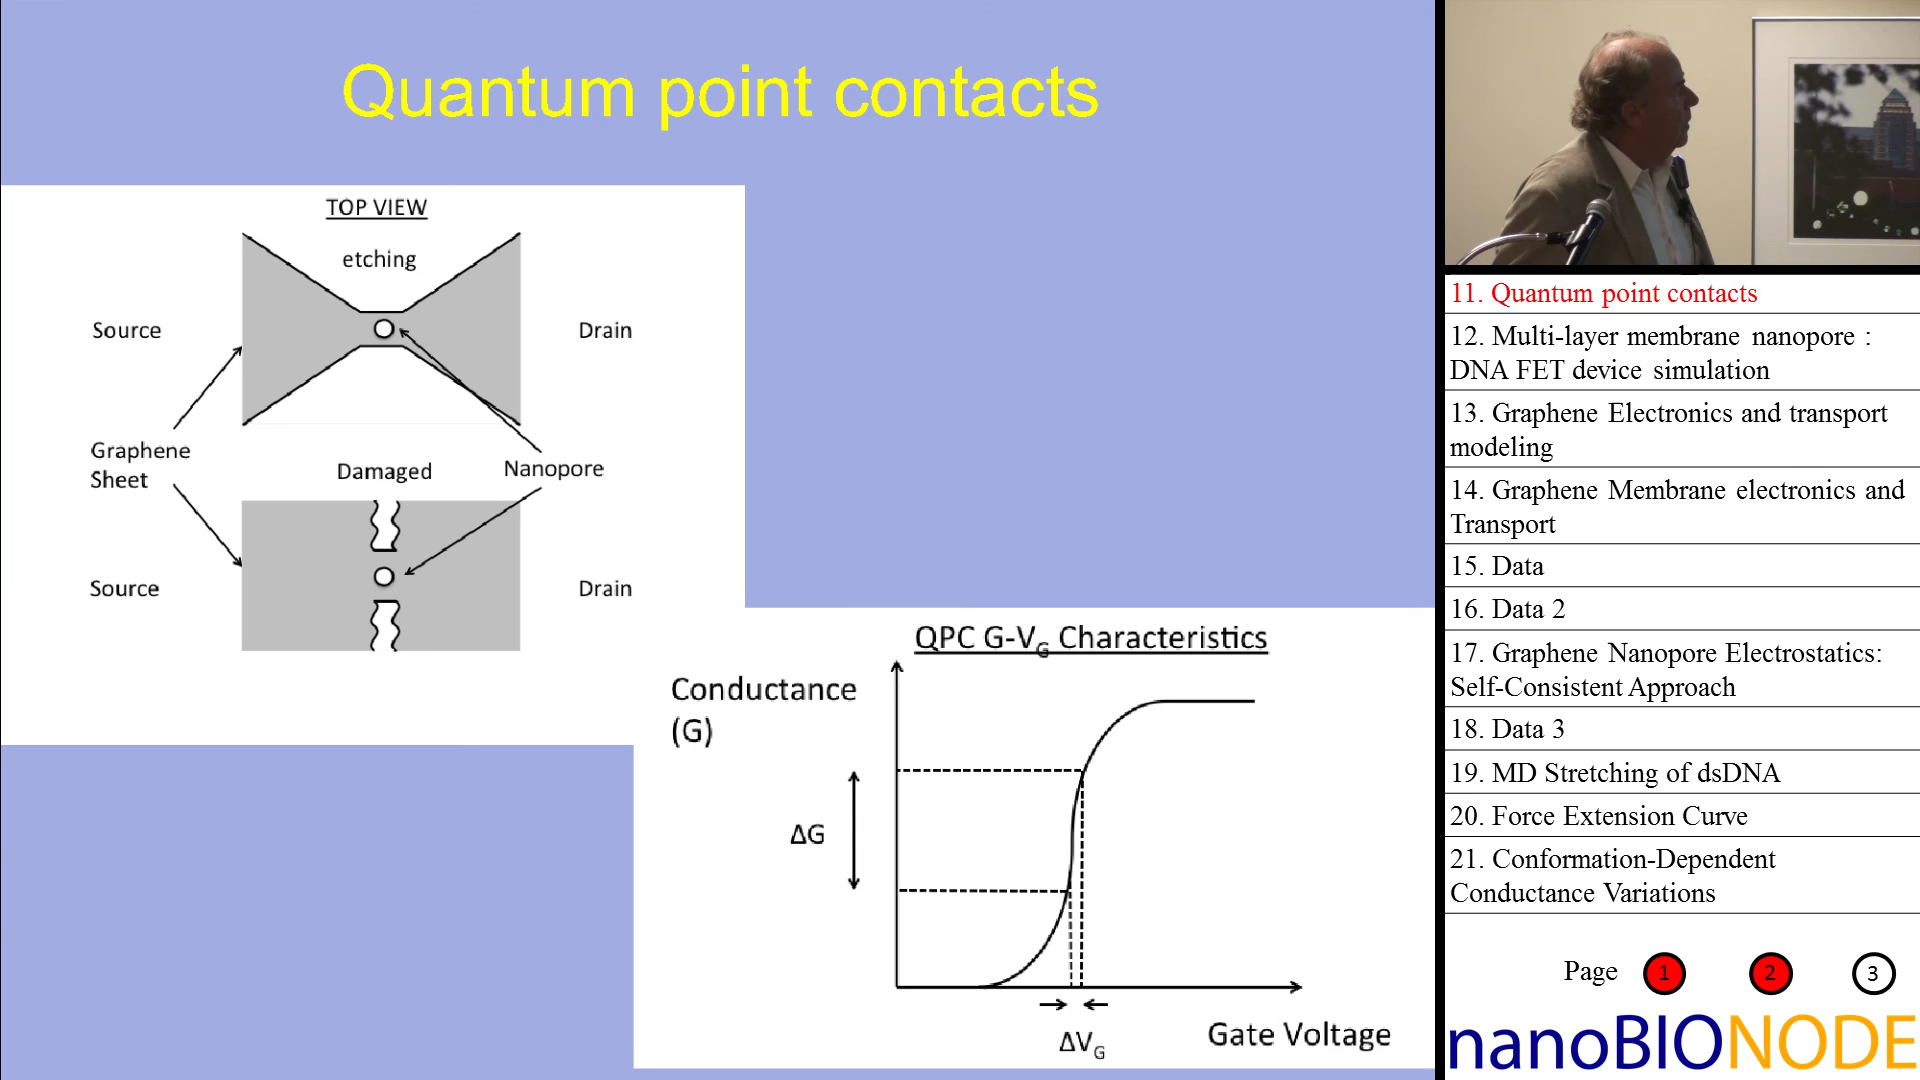 Quantum point contacts
TOP VIEW
etching
Source
Drain
Graphene
Sheet
Damaged
Nanopore
Source
Drain
QPC G-VG Characteristics
Conductance
(G)
ΔG
ΔVG
Gate Voltage
11. Quantum point contacts
12. Multi-layer membrane nanopore :
DNA FET device simulation
13. Graphene Electronics and transport
modeling
14. Graphene Membrane electronics and
Transport
15. Data
16. Data 2
17. Graphene Nanopore Electrostatics:
Self-Consistent Approach
18. Data 3
19. MD Stretching of dsDNA
20. Force Extension Curve
21. Conformation-Dependent
Conductance Variations
Page 1 2 3
nanoBIONODE